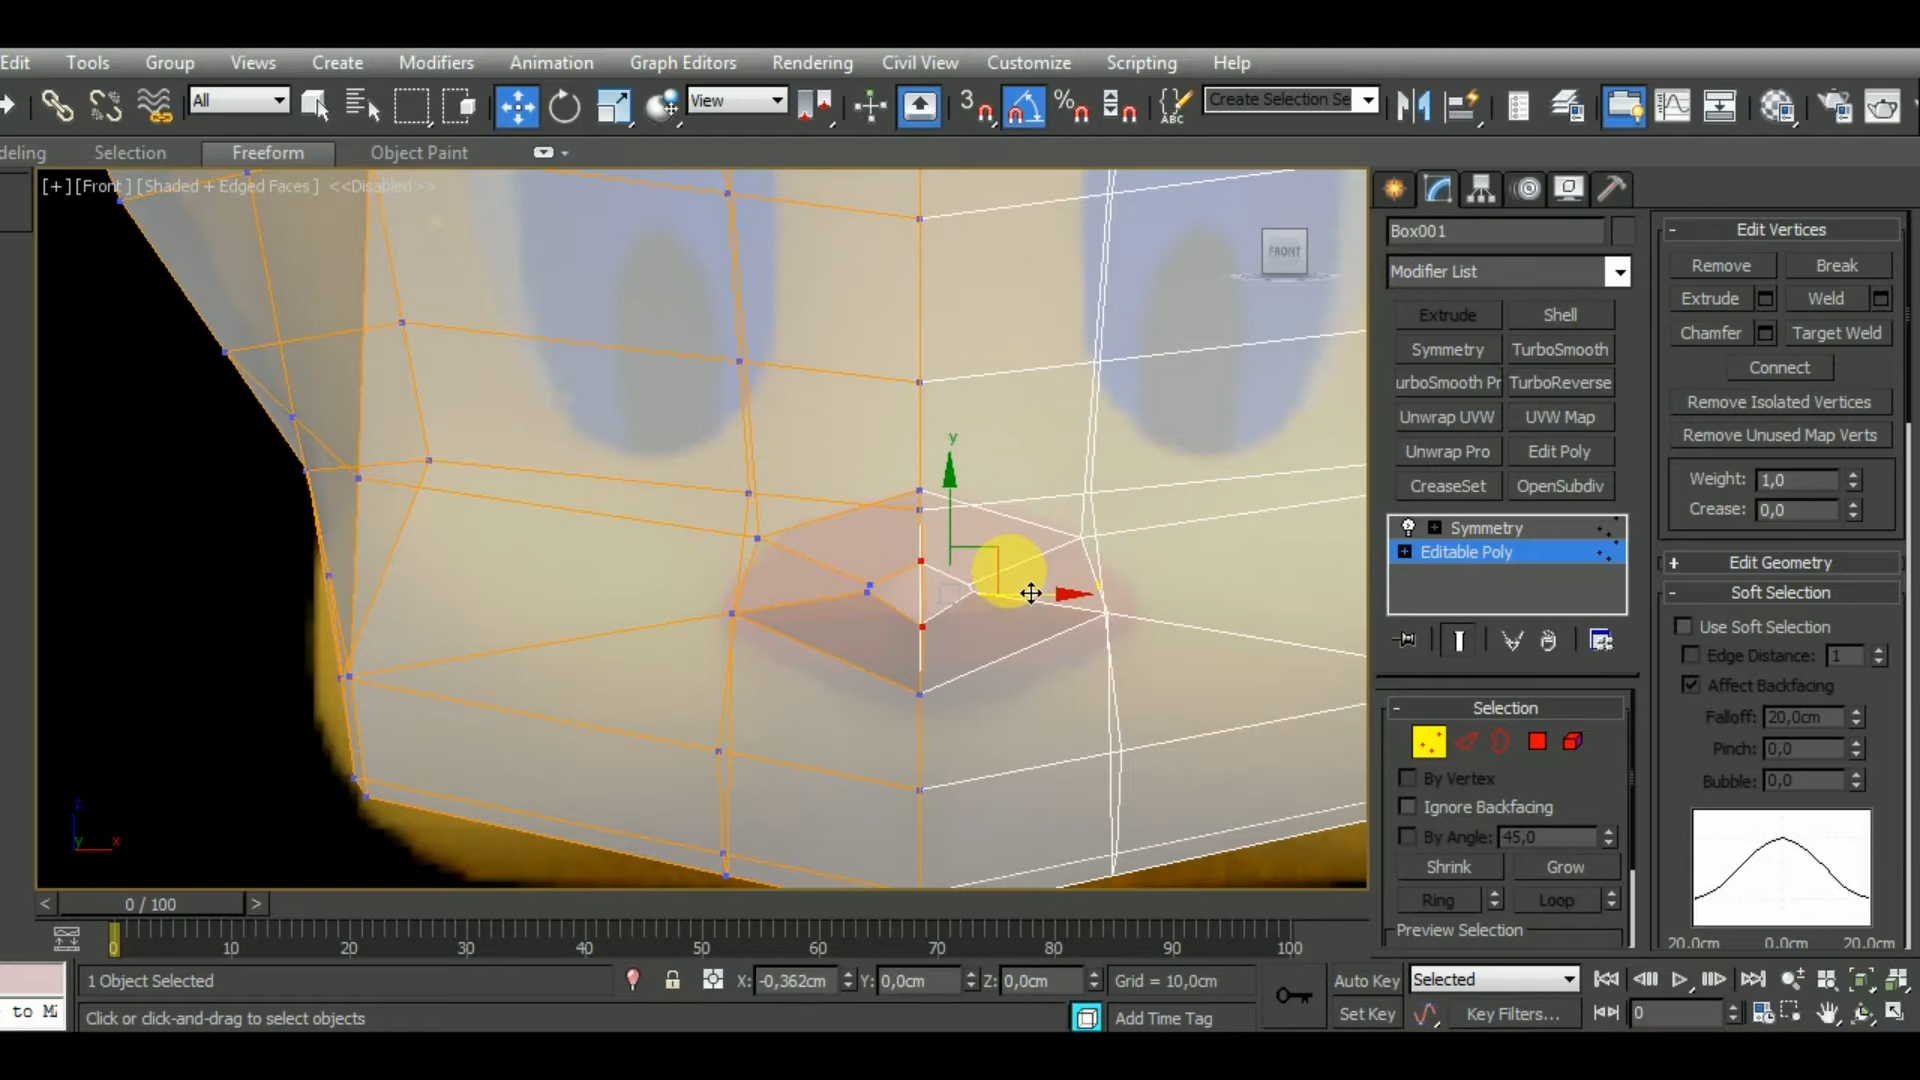 Edit Tools Group Views Create Modifiers Animation Graph Editors Rendering Civil View Customize Scripting Help
All View 3 % ABC Create Selection Se
deling Selection Freeform Object Paint
[+] [Front ] [Shaded + Edged Faces ] <<Disabled>>
FRONT
y
z
y x
Box001
Modifier List
Extrude Shell
Symmetry TurboSmooth
urboSmooth Pr TurboReverse
Unwrap UVW UVW Map
Unwrap Pro Edit Poly
CreaseSet OpenSubdiv
Symmetry
Editable Poly
- Selection
By Vertex
Ignore Backfacing
By Angle: 45,0
Shrink Grow
Ring Loop
Preview Selection
- Edit Vertices
Remove Break
Extrude Weld
Chamfer Target Weld
Connect
Remove Isolated Vertices
Remove Unused Map Verts
Weight: 1,0
Crease: 0,0
+ Edit Geometry
- Soft Selection
Use Soft Selection
Edge Distance: 1
Affect Backfacing
Falloff: 20,0cm
Pinch: 0,0
Bubble: 0,0
20.0cm 0.0cm 20.0cm
< 0 / 100 >
0 10 20 30 40 50 60 70 80 90 100
1 Object Selected X: -0,362cm Y: 0,0cm Z: 0,0cm Grid = 10,0cm Auto Key Selected
to Mi Click or click-and-drag to select objects Add Time Tag Set Key Key Filters... 0